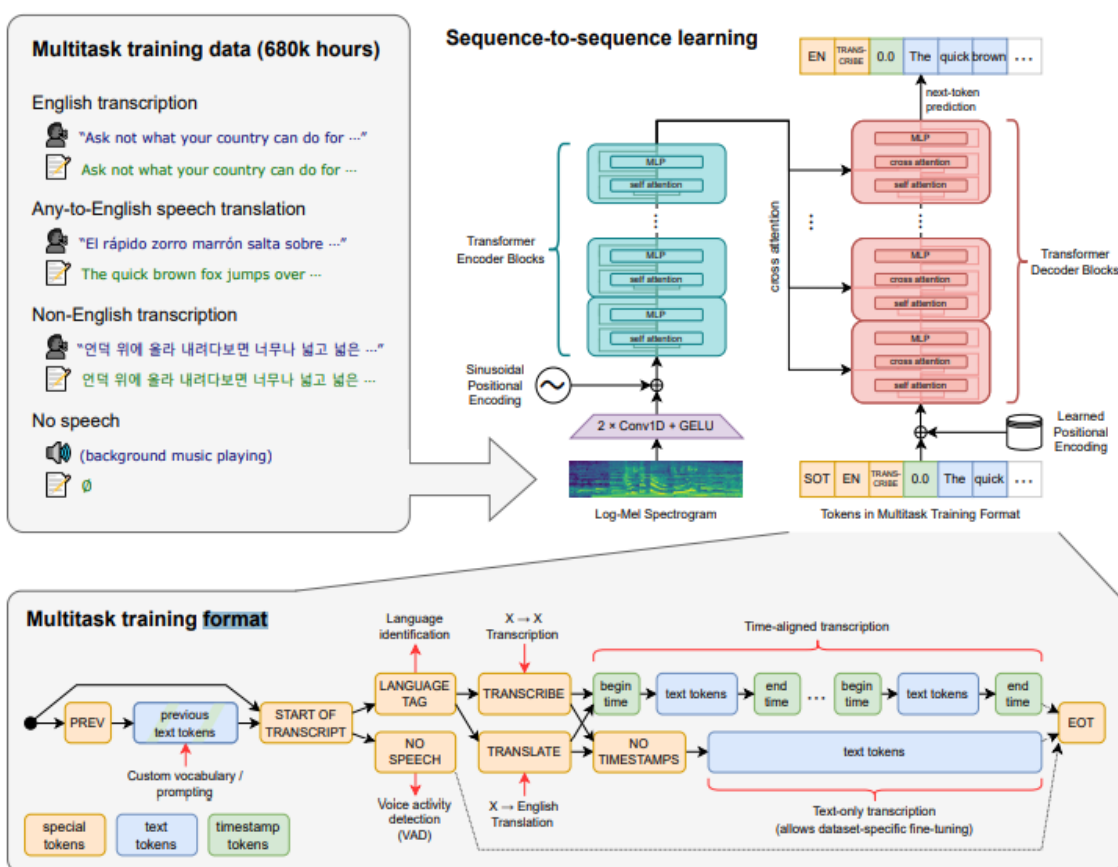 Multitask training data (680k hours)
English transcription
“Ask not what your country can do for ⋯”
Ask not what your country can do for ⋯
Any-to-English speech translation
“El rápido zorro marrón salta sobre ⋯”
The quick brown fox jumps over ⋯
Non-English transcription
“언덕 위에 올라 내려다보면 너무나 넓고 넓은 ⋯”
언덕 위에 올라 내려다보면 너무나 넓고 넓은 ⋯
No speech
(background music playing)
∅
Sequence-to-sequence learning
EN TRANS-CRIBE 0.0 The quick brown ⋯
next-token
prediction
MLP
self attention
⋮
MLP
self attention
MLP
self attention
Transformer
Encoder Blocks
Sinusoidal
Positional
Encoding
2 × Conv1D + GELU
Log-Mel Spectrogram
cross attention
⋯
MLP
cross attention
self attention
⋮
MLP
cross attention
self attention
MLP
cross attention
self attention
Transformer
Decoder Blocks
Learned
Positional
Encoding
SOT EN TRANS-CRIBE 0.0 The quick ⋯
Tokens in Multitask Training Format
Multitask training format
Language
identification
X → X
Transcription
Time-aligned transcription
PREV
previous
text tokens
START OF
TRANSCRIPT
LANGUAGE
TAG
TRANSCRIBE
begin
time
text tokens
end
time
⋯
begin
time
text tokens
end
time
EOT
NO
SPEECH
TRANSLATE
NO
TIMESTAMPS
text tokens
Custom vocabulary /
prompting
Voice activity
detection
(VAD)
X → English
Translation
Text-only transcription
(allows dataset-specific fine-tuning)
special
tokens
text
tokens
timestamp
tokens